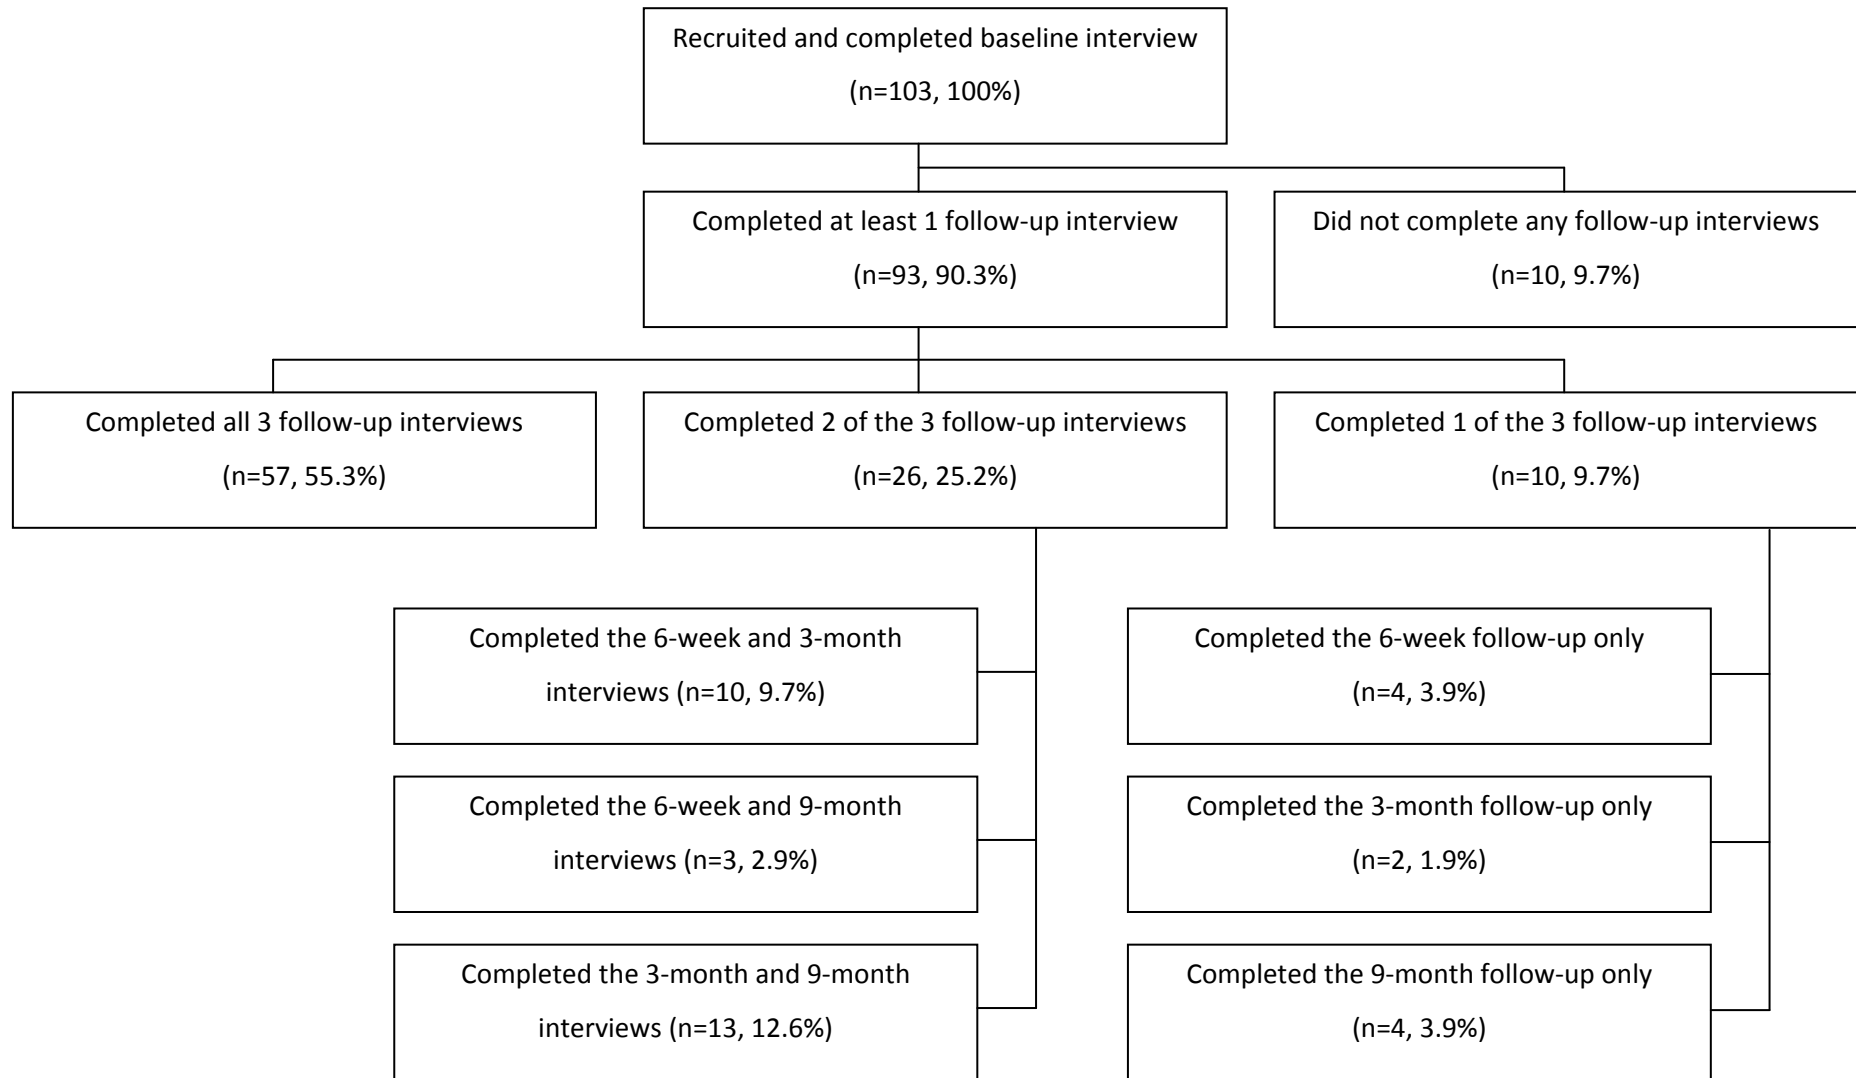 Recruited and completed baseline interview
(n=103, 100%)
Completed at least 1 follow-up interview
(n=93, 90.3%)
Did not complete any follow-up interviews
(n=10, 9.7%)
Completed all 3 follow-up interviews
(n=57, 55.3%)
Completed 2 of the 3 follow-up interviews
(n=26, 25.2%)
Completed 1 of the 3 follow-up interviews
(n=10, 9.7%)
Completed the 6-week and 3-month
interviews (n=10, 9.7%)
Completed the 6-week and 9-month
interviews (n=3, 2.9%)
Completed the 3-month and 9-month
interviews (n=13, 12.6%)
Completed the 6-week follow-up only
(n=4, 3.9%)
Completed the 3-month follow-up only
(n=2, 1.9%)
Completed the 9-month follow-up only
(n=4, 3.9%)